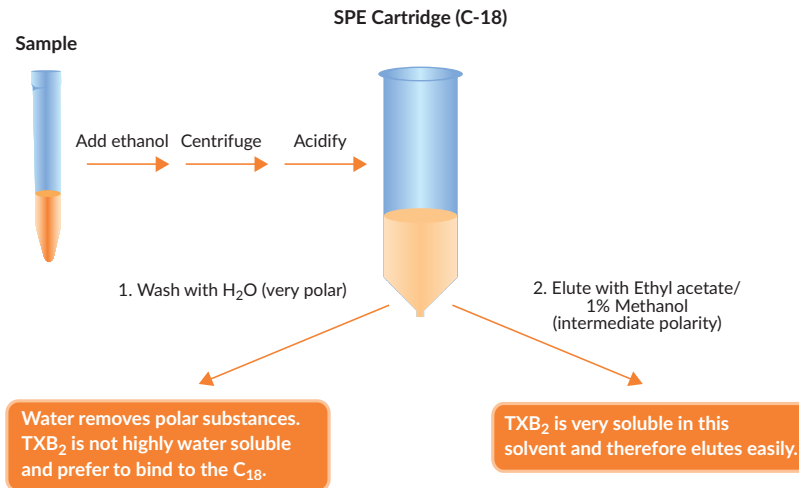 SPE Cartridge (C-18)
Sample
Add ethanol
Centrifuge
Acidify
1. Wash with H₂O (very polar)
2. Elute with Ethyl acetate/
1% Methanol
(intermediate polarity)
Water removes polar substances.
TXB₂ is not highly water soluble
and prefer to bind to the C₁₈.
TXB₂ is very soluble in this
solvent and therefore elutes easily.